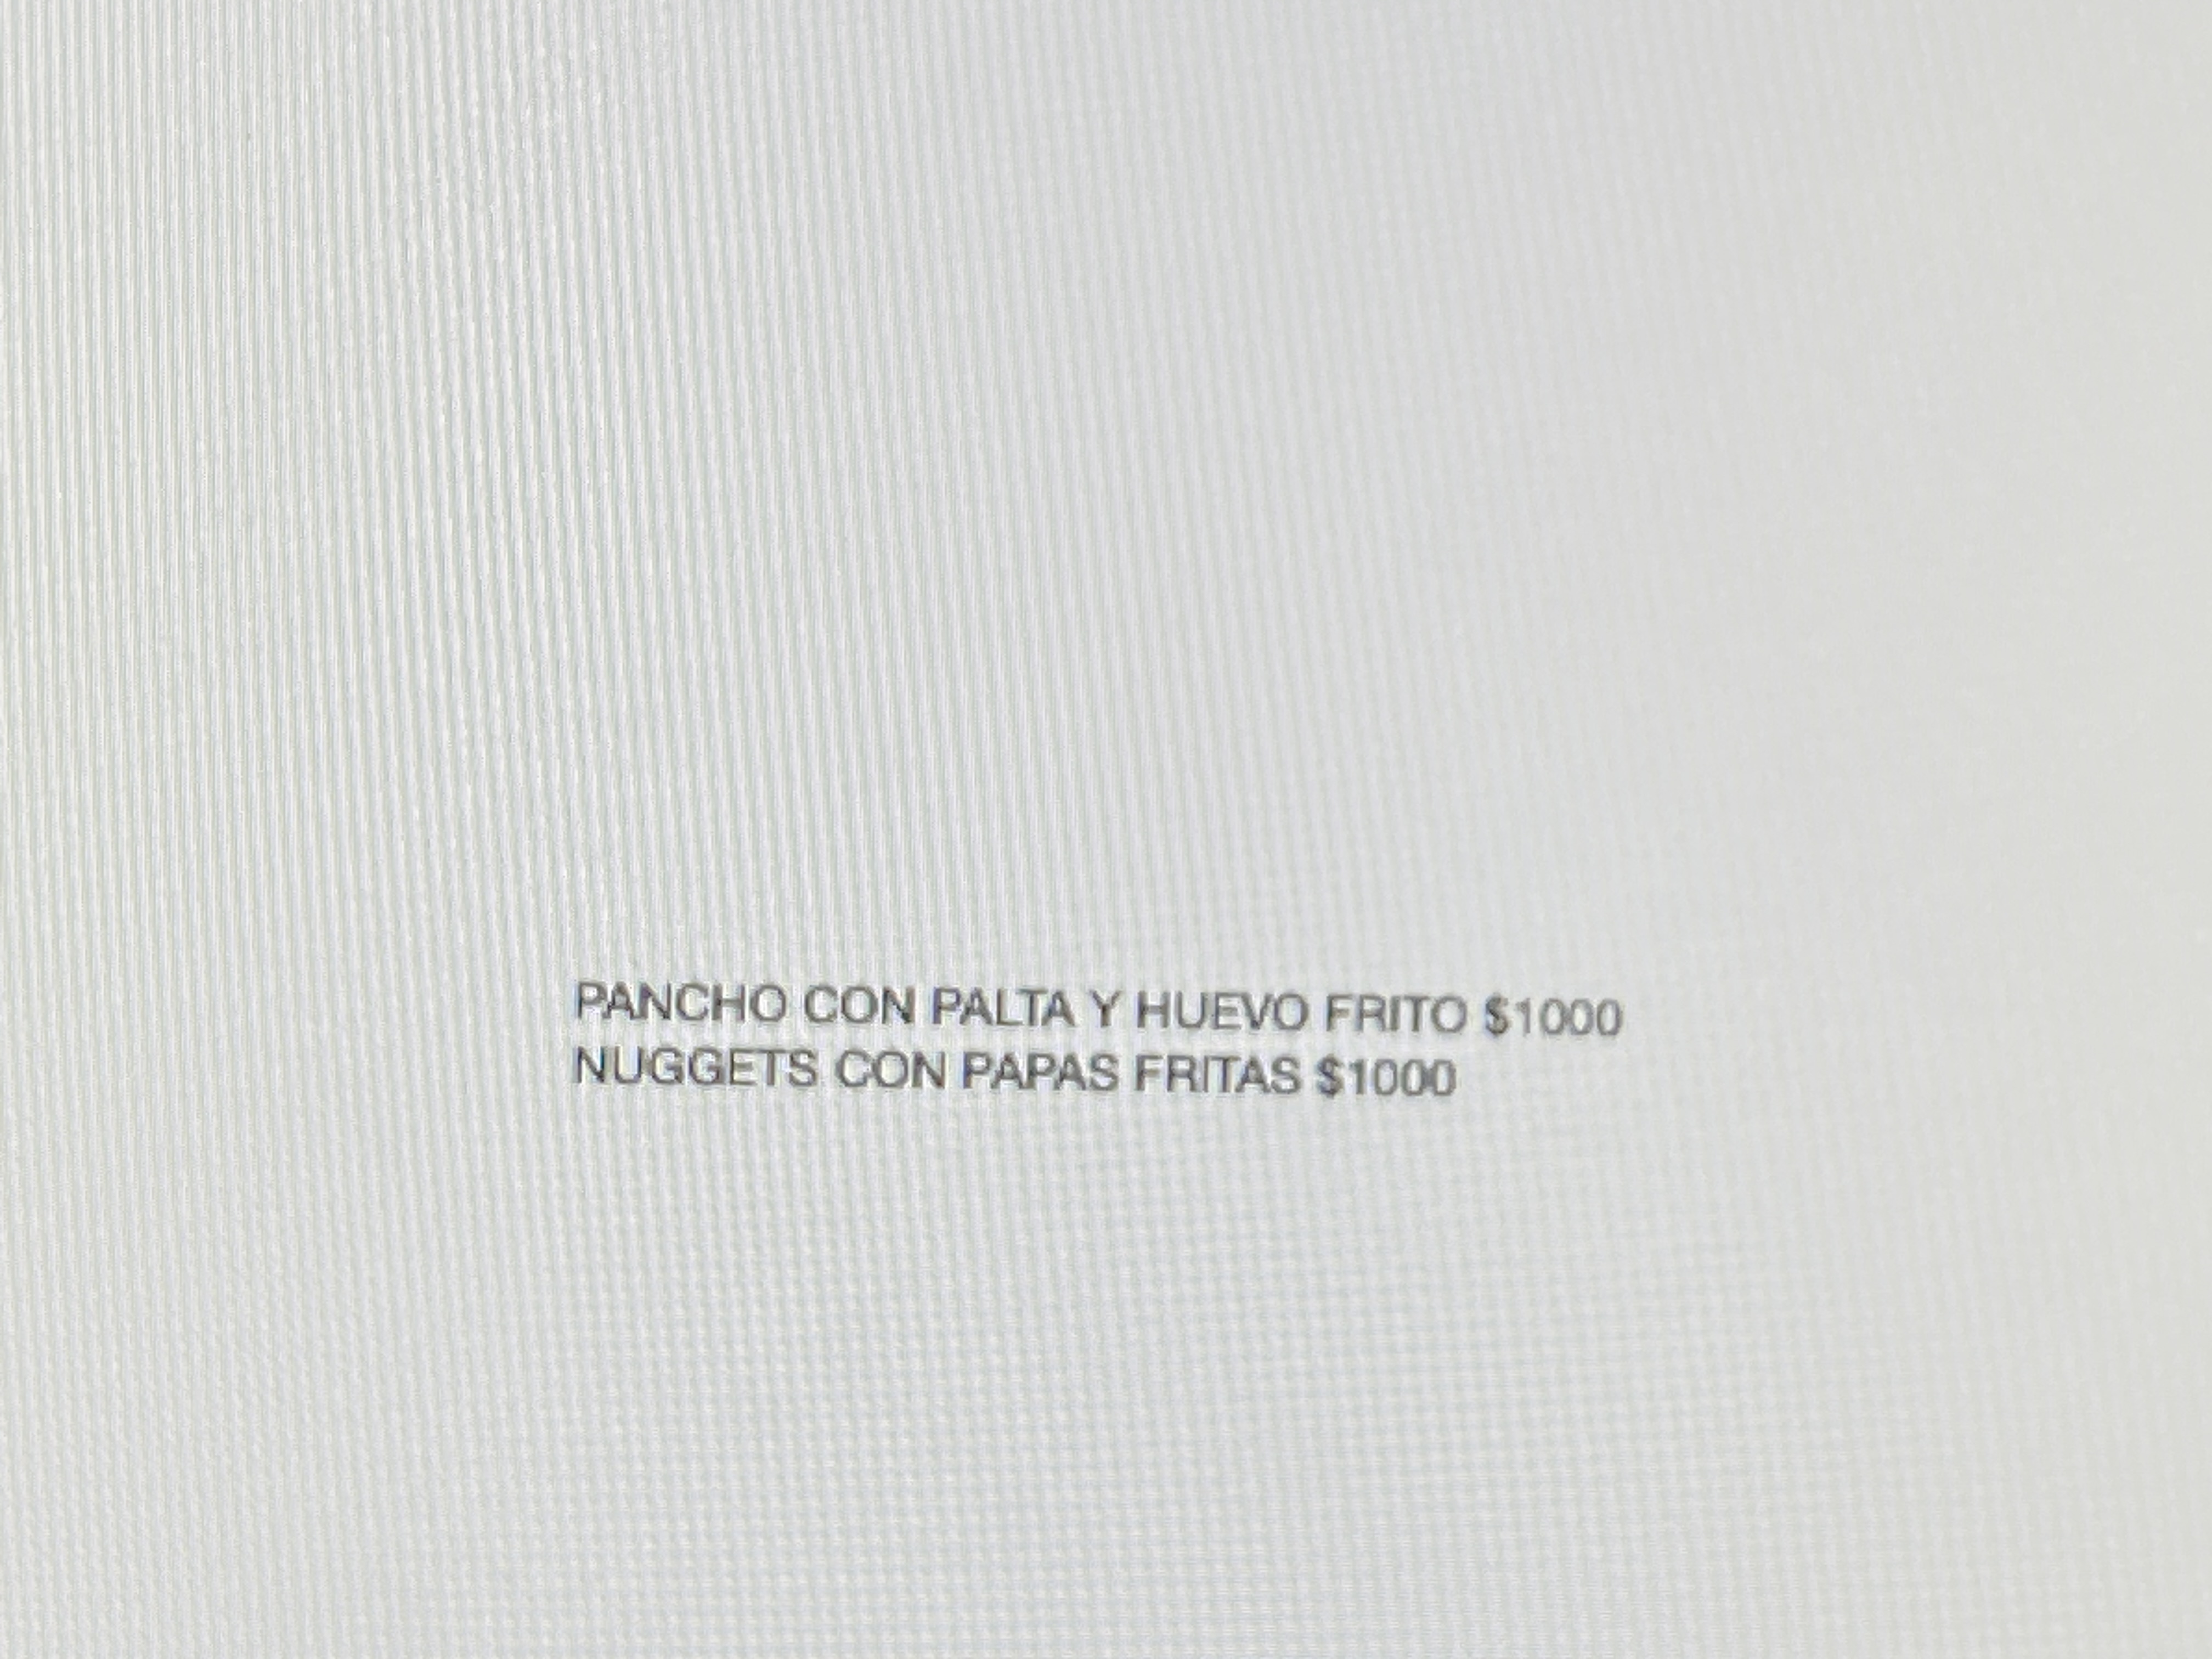 PANCHO CON PALTA Y HUEVO FRITO $1000
NUGGETS CON PAPAS FRITAS $1000